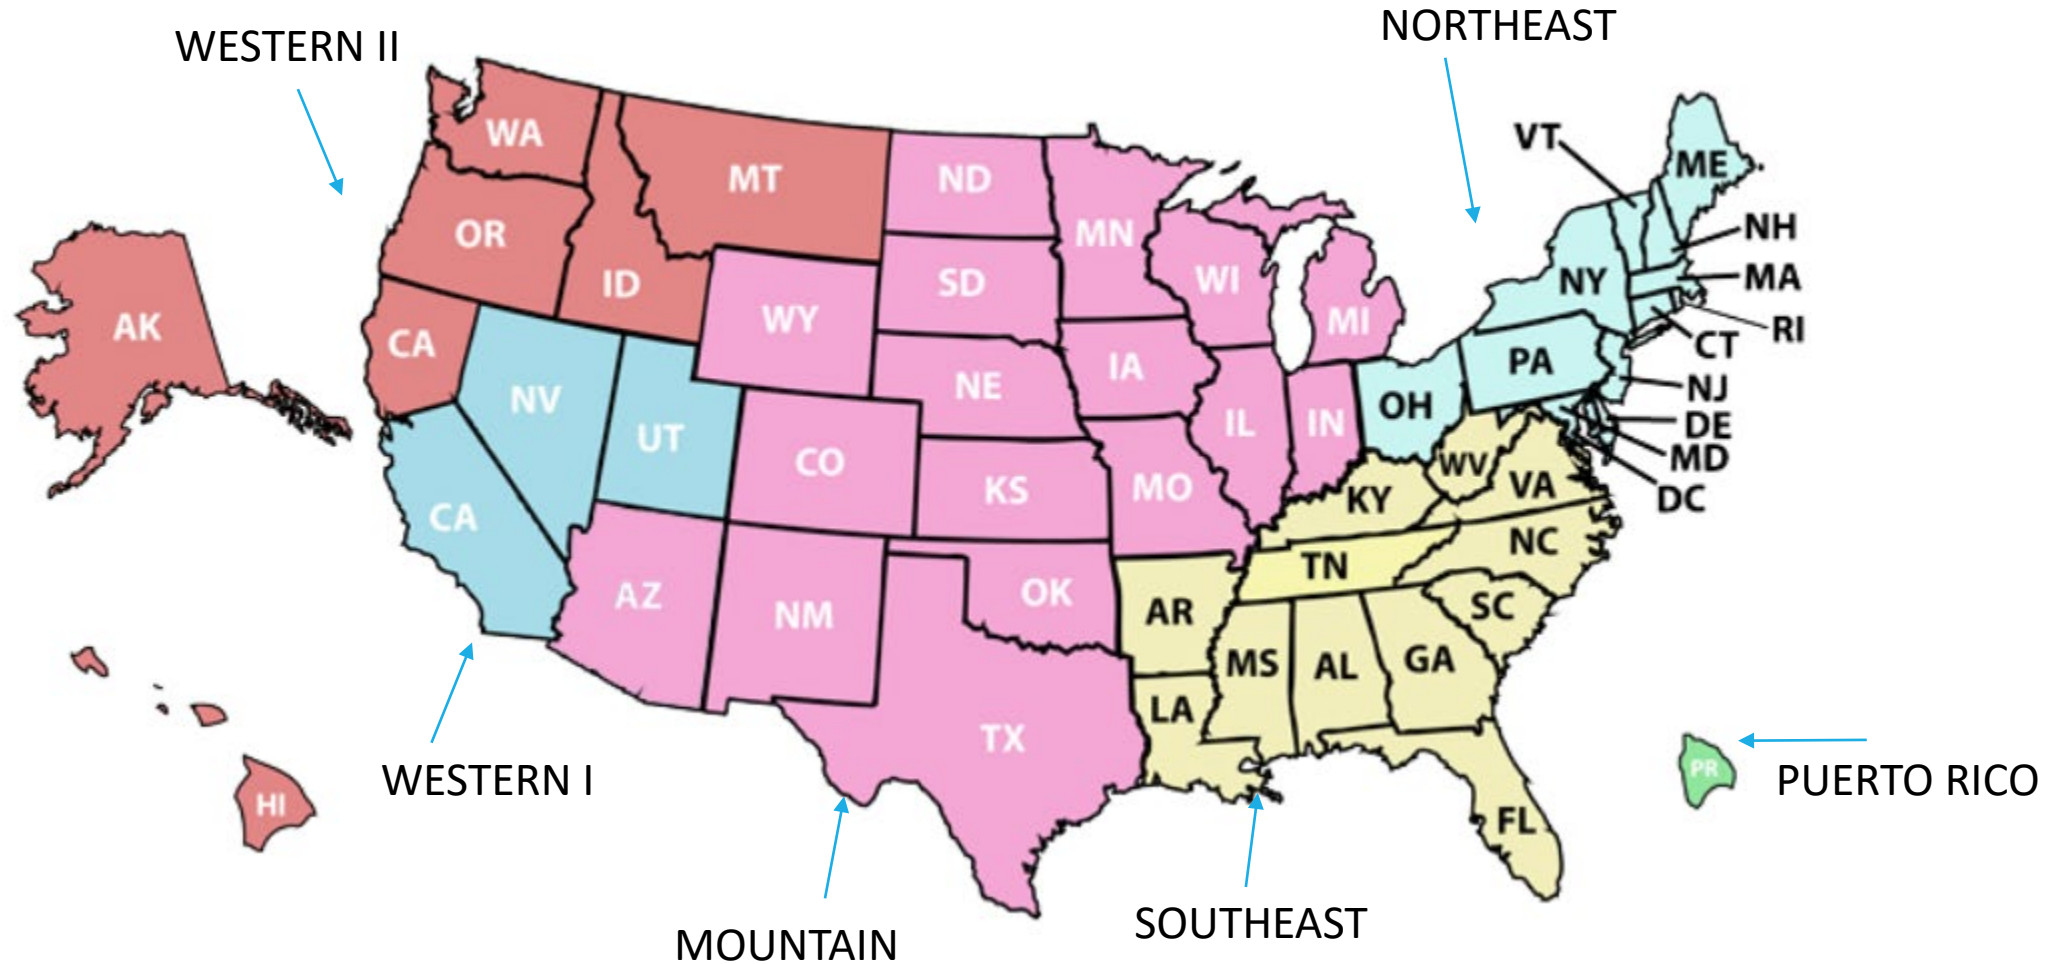 WESTERN II
NORTHEAST
WA
MT
ND
MN
VT
ME
OR
ID
SD
WI
NY
NH
MA
AK
CA
WY
MI
RI
CT
NV
UT
NE
IA
IL
IN
OH
PA
NJ
DE
MD
DC
CO
KS
MO
KY
WV
VA
CA
AZ
NM
OK
AR
TN
NC
SC
MS
AL
GA
TX
LA
FL
HI
PR
WESTERN I
PUERTO RICO
MOUNTAIN
SOUTHEAST